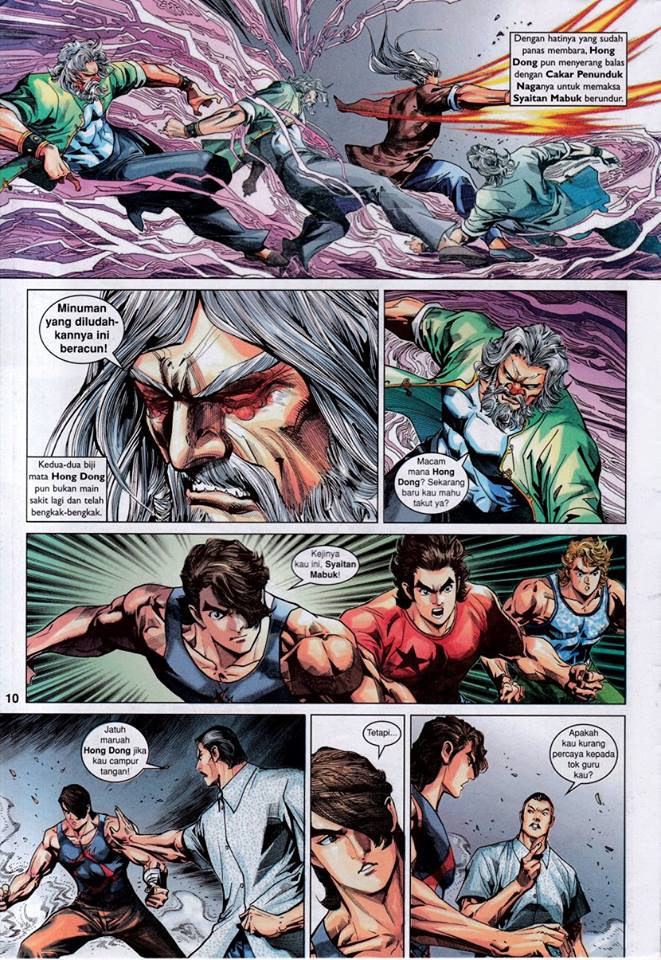 Dengan hatinya yang sudah
panas membara, Hong
Dong pun menyerang balas
dengan Cakar Penunduk
Naganya untuk memaksa
Syaitan Mabuk berundur.
Minuman
yang diludah-
kannya ini
beracun!
Kedua-dua biji
mata Hong Dong
pun bukan main
sakit lagi dan telah
bengkak-bengkak.
Macam
mana Hong
Dong? Sekarang
baru kau mahu
takut ya?
Kejinya
kau ini, Syaitan
Mabuk!
10
Jatuh
maruah
Hong Dong jika
kau campur
tangan!
Tetapi...
Apakah
kau kurang
percaya kepada
tok guru
kau?